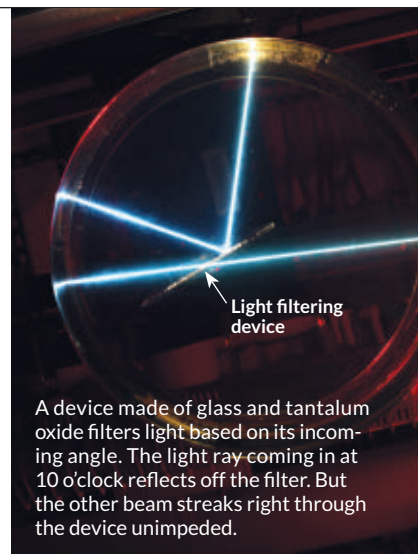 Light filtering
device
A device made of glass and tantalum
oxide filters light based on its incom-
ing angle. The light ray coming in at
10 o’clock reflects off the filter. But
the other beam streaks right through
the device unimpeded.